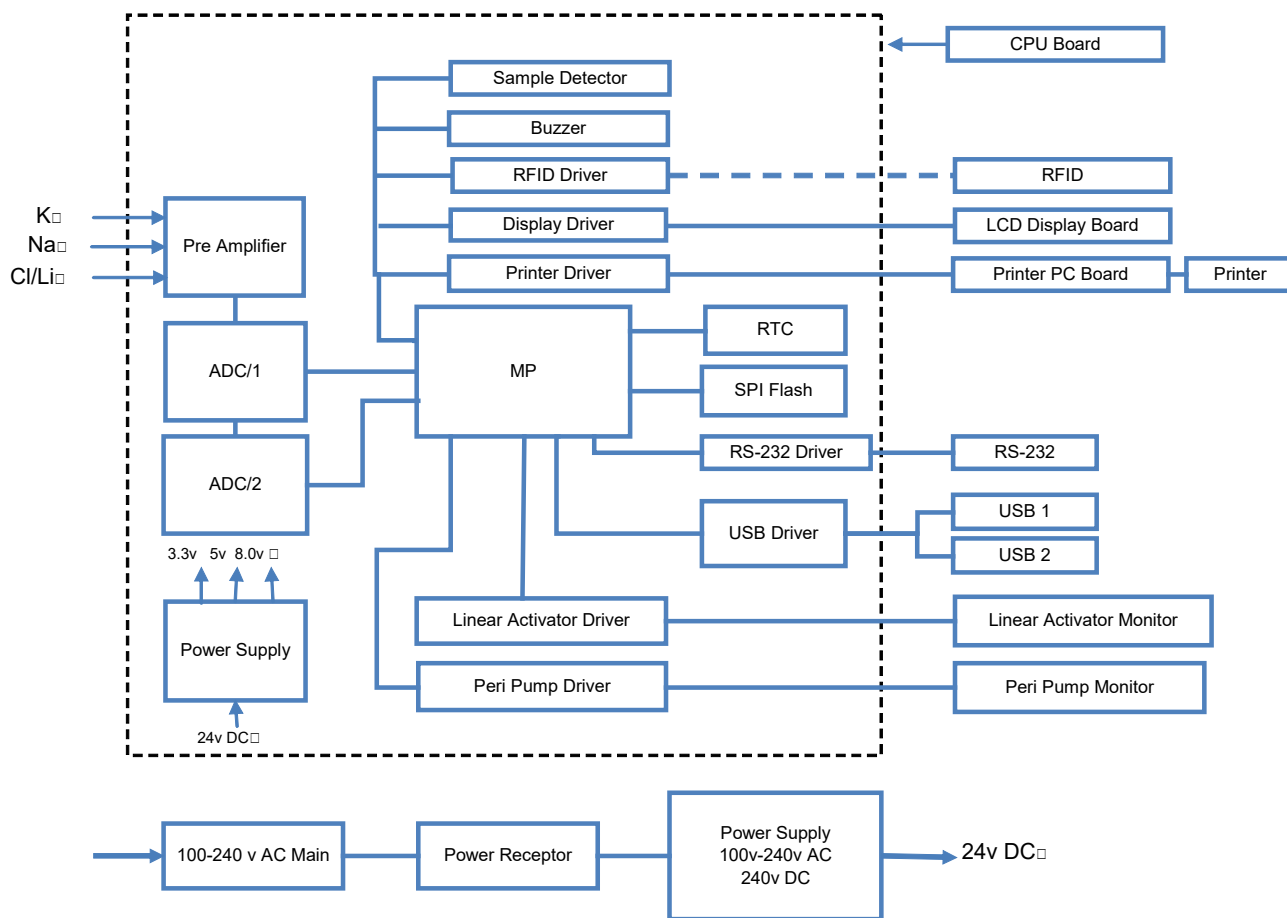 CPU Board
Sample Detector
Buzzer
RFID Driver
RFID
K□
Na□
Cl/Li□
Pre Amplifier
Display Driver
LCD Display Board
Printer Driver
Printer PC Board
Printer
ADC/1
MP
RTC
SPI Flash
ADC/2
RS-232 Driver
RS-232
USB Driver
USB 1
USB 2
3.3v 5v 8.0v □
Power Supply
24v DC□
Linear Activator Driver
Linear Activator Monitor
Peri Pump Driver
Peri Pump Monitor
100-240 v AC Main
Power Receptor
Power Supply
100v-240v AC
240v DC
24v DC□